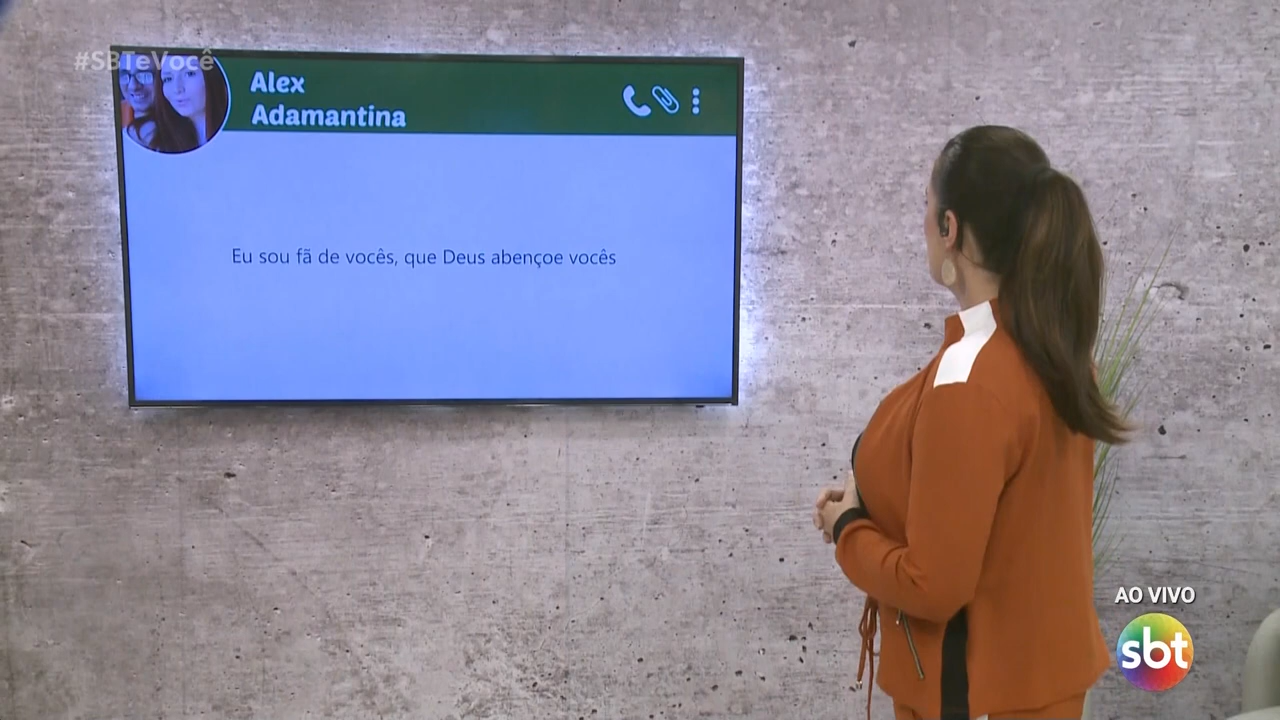 #SBTeVocê
Alex
Adamantina
Eu sou fã de vocês, que Deus abençoe vocês
AO VIVO
sbt